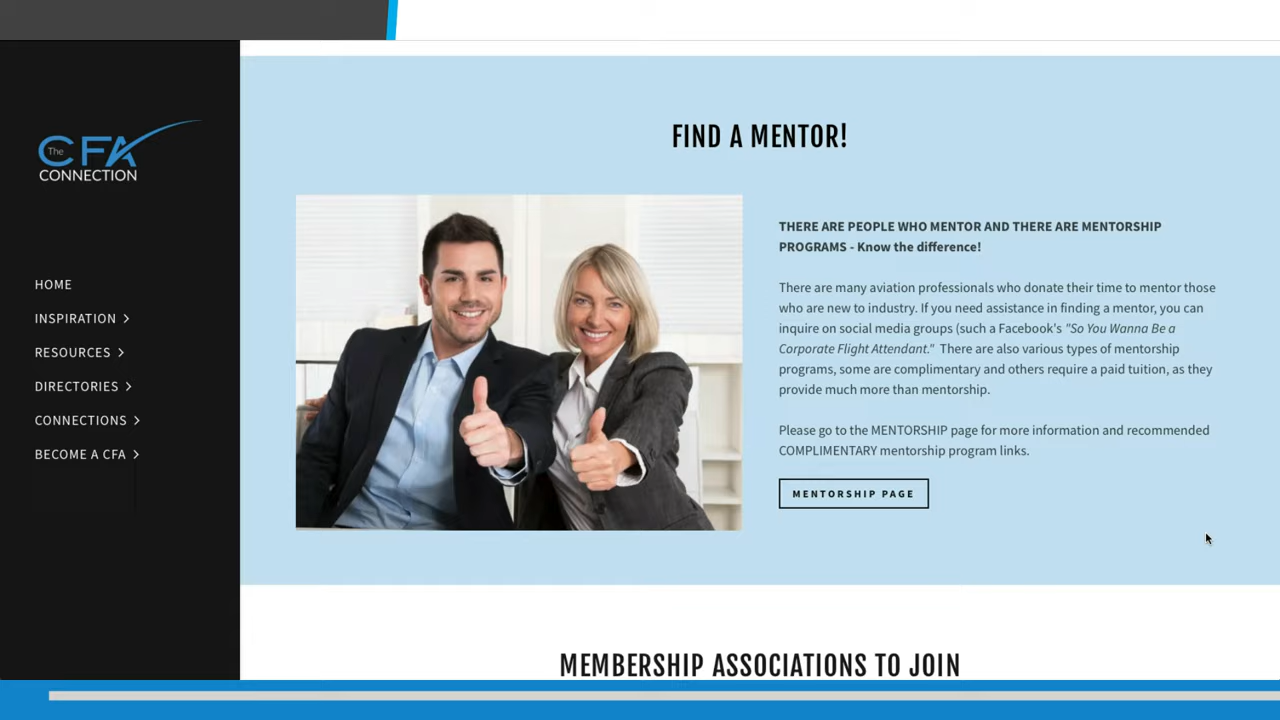 The CFA
CONNECTION
HOME
INSPIRATION
RESOURCES
DIRECTORIES
CONNECTIONS
BECOME A CFA
FIND A MENTOR!
THERE ARE PEOPLE WHO MENTOR AND THERE ARE MENTORSHIP
PROGRAMS - Know the difference!
There are many aviation professionals who donate their time to mentor those
who are new to industry. If you need assistance in finding a mentor, you can
inquire on social media groups (such a Facebook's "So You Wanna Be a
Corporate Flight Attendant." There are also various types of mentorship
programs, some are complimentary and others require a paid tuition, as they
provide much more than mentorship.
Please go to the MENTORSHIP page for more information and recommended
COMPLIMENTARY mentorship program links.
MENTORSHIP PAGE
MEMBERSHIP ASSOCIATIONS TO JOIN